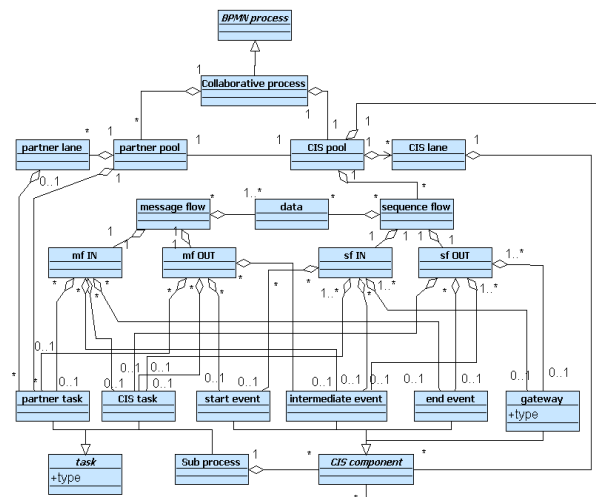 BPMN process
Collaborative process
1
1
*
1
1
1
*
1
1
1
1
*
1
partner lane
partner pool
CIS pool
CIS lane
0..1
1
1
1..*
*
*
message flow
*
data
*
sequence flow
1
1
1
1
mf IN
mf OUT
sf IN
sf OUT
1..*
*
*
*
*
*
*
*
*
*
*
1..*
*
*
*
*
1..*
0..1
0..1
*
*
0..1
0..1
0..1
0..1
0..1
0..1
0..1
0..1
0..1
0..1
partner task
CIS task
start event
intermediate event
end event
gateway
+type
task
+type
Sub process
1
*
CIS component
*
*